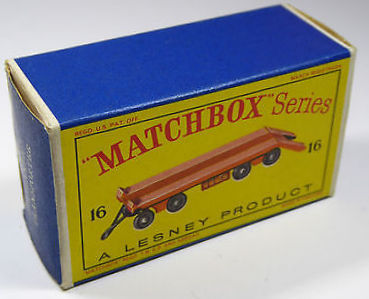 REGD. U.S. PAT. OFF.
"MATCHBOX" Series
16
16
A LESNEY PRODUCT